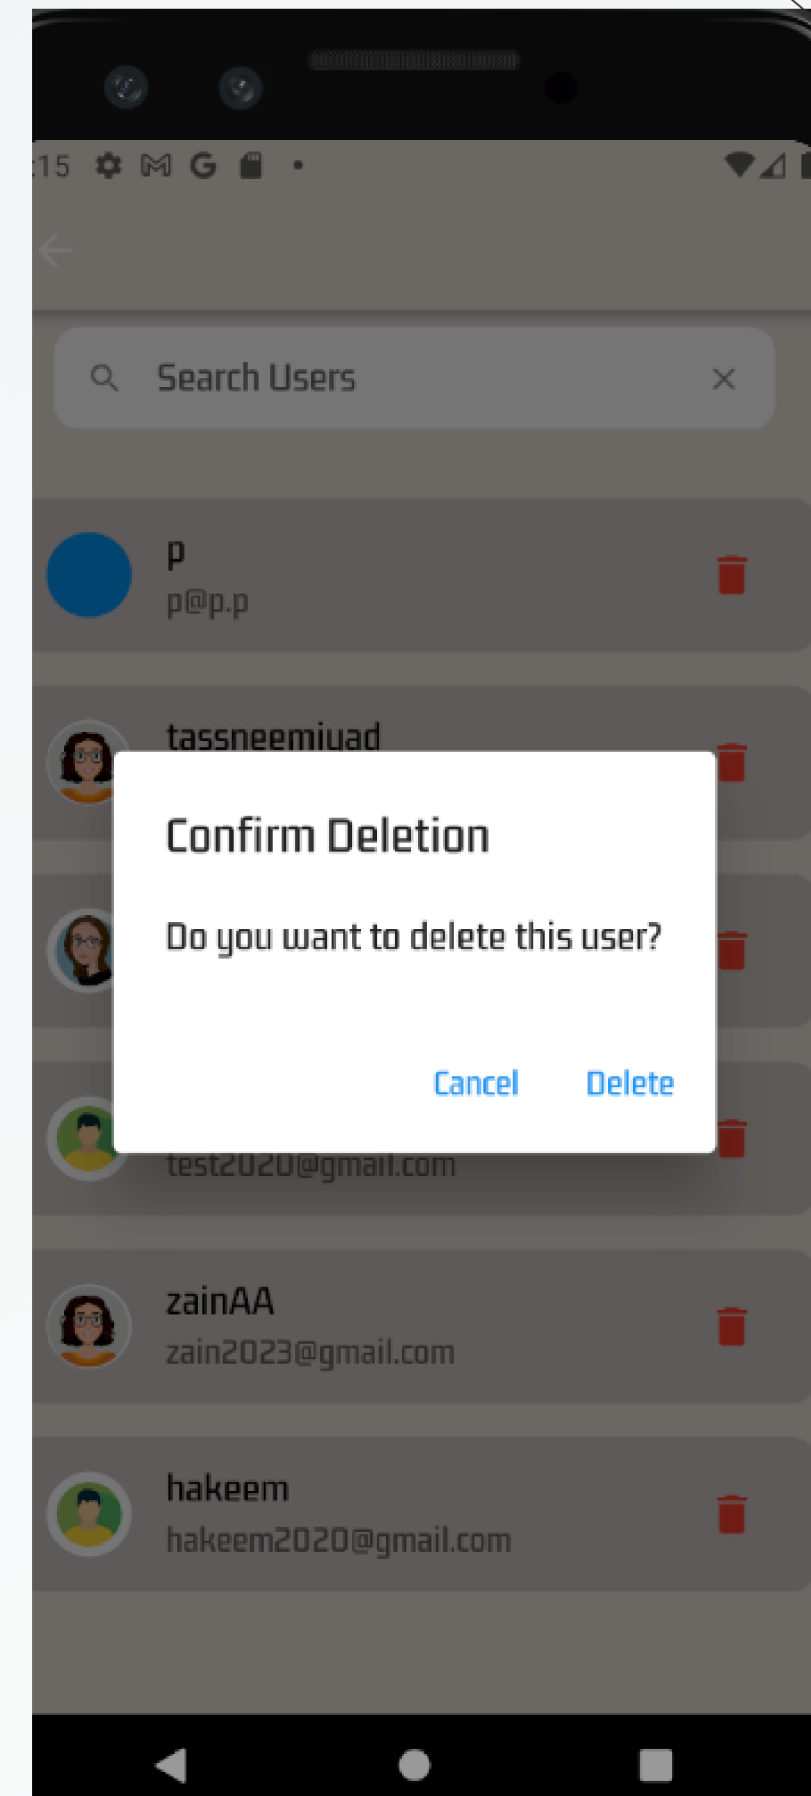 :15
Search Users
p
p@p.p
tassneemiyad
Confirm Deletion
Do you want to delete this user?
Cancel Delete
test2020@gmail.com
zainAA
zain2023@gmail.com
hakeem
hakeem2020@gmail.com